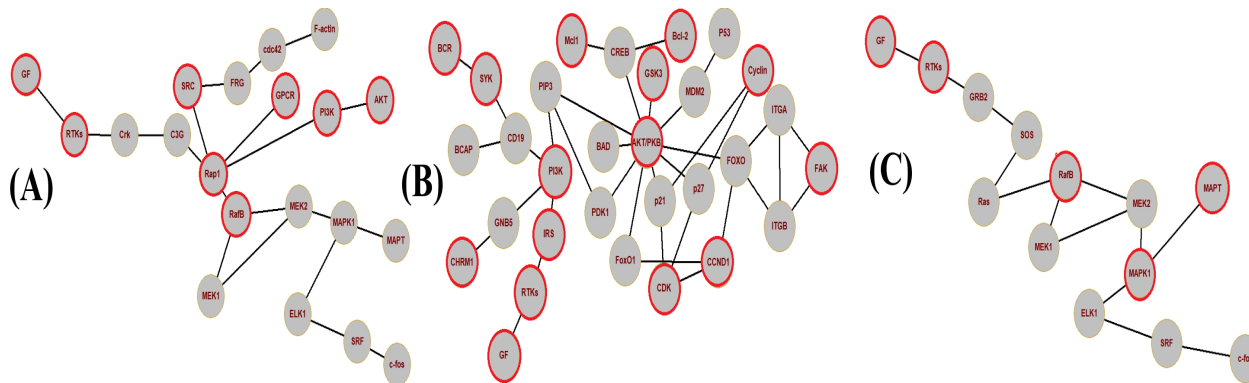 (A)
GF
RTKs
Crk
C3G
SRC
FRG
cdc42
F-actin
GPCR
PI3K
AKT
Rap1
RafB
MEK2
MEK1
MAPK1
MAPT
ELK1
SRF
c-fos
(B)
BCR
SYK
BCAP
CD19
PIP3
Mcl1
CREB
Bcl-2
GSK3
P53
MDM2
Cyclin
AKT/PKB
BAD
PI3K
GNB5
CHRM1
IRS
RTKs
GF
PDK1
p21
p27
FOXO
ITGA
FAK
ITGB
FoxO1
CDK
CCND1
(C)
GF
RTKs
GRB2
SOS
Ras
RafB
MEK1
MEK2
MAPT
MAPK1
ELK1
SRF
c-fos